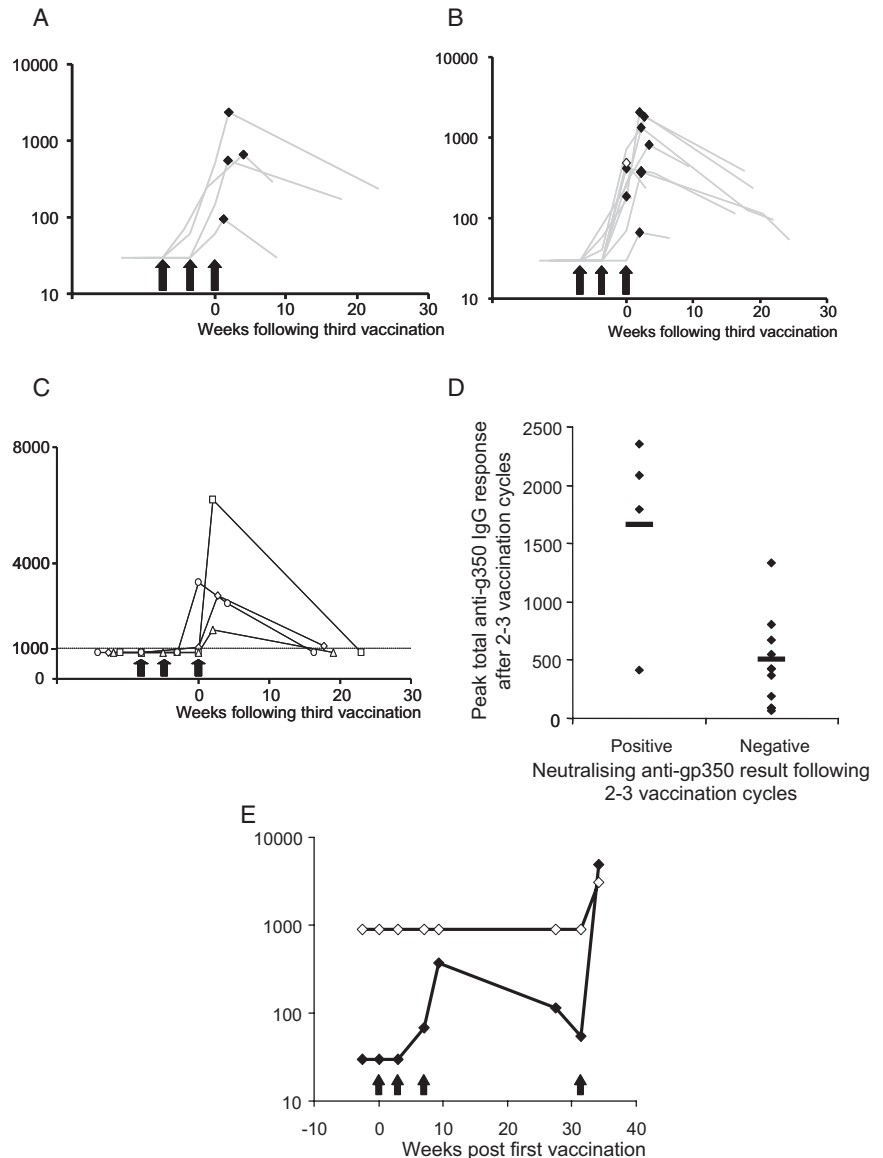 A
10000
1000
100
10
0 10 20 30
Weeks following third vaccination
B
10000
1000
100
10
0 10 20 30
Weeks following third vaccination
C
8000
4000
1000
0
0 10 20 30
Weeks following third vaccination
D
Peak total anti-g350 IgG response
after 2-3 vaccination cycles
2500
2000
1500
1000
500
0
Positive Negative
Neutralising anti-gp350 result following
2-3 vaccination cycles
E
10000
1000
100
10
-10 0 10 20 30 40
Weeks post first vaccination